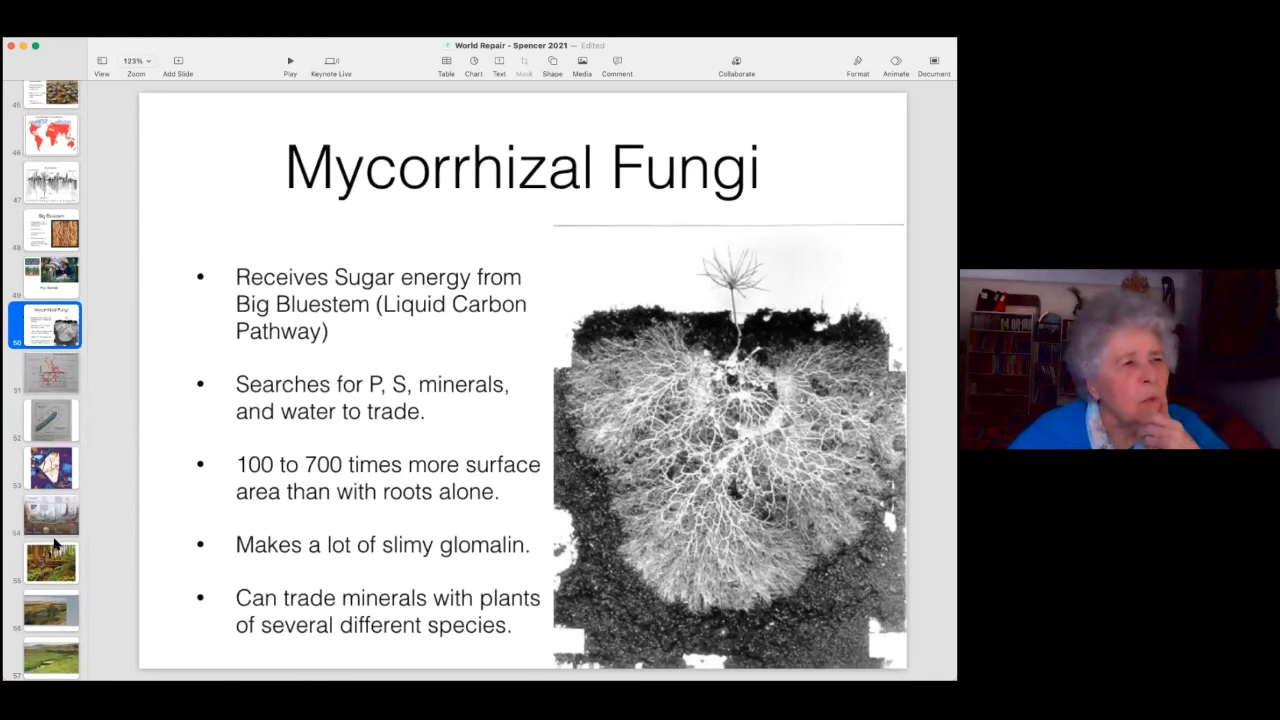 World Repair - Spencer 2021 — Edited
123%
View
Zoom
Add Slide
Play
Keynote Live
Table
Chart
Text
Shape
Mask
Media
Comment
Collaborate
Format
Animate
Document
45
46
47
Big Bluestem
48
49
Mycorrhizal Fungi
50
51
52
53
54
55
56
57
Mycorrhizal Fungi
• Receives Sugar energy from
Big Bluestem (Liquid Carbon
Pathway)
• Searches for P, S, minerals,
and water to trade.
• 100 to 700 times more surface
area than with roots alone.
• Makes a lot of slimy glomalin.
• Can trade minerals with plants
of several different species.